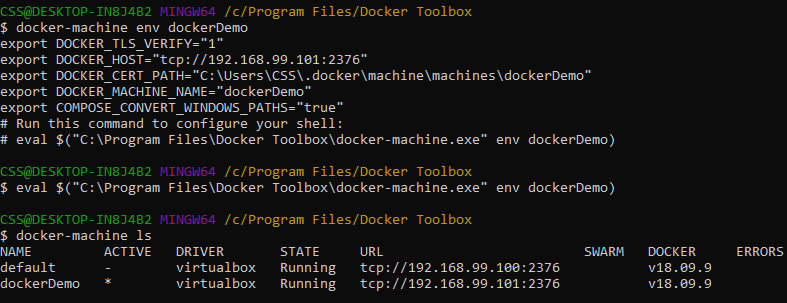 CSS@DESKTOP-IN8J4B2 MINGW64 /c/Program Files/Docker Toolbox
$ docker-machine env dockerDemo
export DOCKER_TLS_VERIFY="1"
export DOCKER_HOST="tcp://192.168.99.101:2376"
export DOCKER_CERT_PATH="C:\Users\CSS\.docker\machine\machines\dockerDemo"
export DOCKER_MACHINE_NAME="dockerDemo"
export COMPOSE_CONVERT_WINDOWS_PATHS="true"
# Run this command to configure your shell:
# eval $("C:\Program Files\Docker Toolbox\docker-machine.exe" env dockerDemo)
CSS@DESKTOP-IN8J4B2 MINGW64 /c/Program Files/Docker Toolbox
$ eval $("C:\Program Files\Docker Toolbox\docker-machine.exe" env dockerDemo)
CSS@DESKTOP-IN8J4B2 MINGW64 /c/Program Files/Docker Toolbox
$ docker-machine ls
NAME ACTIVE DRIVER STATE URL SWARM DOCKER ERRORS
default - virtualbox Running tcp://192.168.99.100:2376 v18.09.9
dockerDemo * virtualbox Running tcp://192.168.99.101:2376 v18.09.9